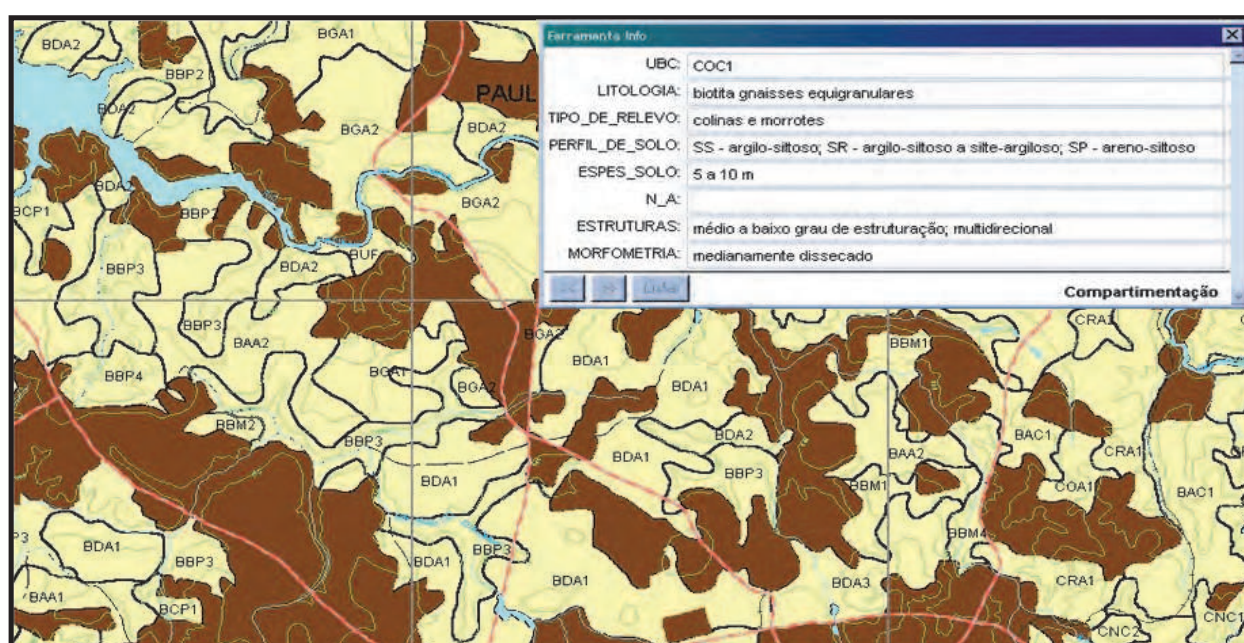 Ferramenta Info
UBC: COC1
LITOLOGIA: biotita gnaisses equigranulares
TIPO_DE_RELEVO: colinas e morrotes
PERFIL_DE_SOLO: SS - argilo-siltoso; SR - argilo-siltoso a silte-argiloso; SP - areno-siltoso
ESPES_SOLO: 5 a 10 m
N_A:
ESTRUTURAS: médio a baixo grau de estruturação; multidirecional
MORFOMETRIA: medianamente dissecado
<< >> Lista
Compartimentação
BDA2
BGA1
BBP2
PAUL
BDA2
BGA2
BDA2
BDA2
BCP1
BBP2
BGA2
BBP3
BDA2
BUF
BBP3
BAA2
BGA2
BDA1
BBM1
BBP4
BGA1
BGA2
BDA1
BBM2
BBP3
BDA2
BAC1
CRA1
BDA1
BDA1
BBP3
BAA2
BBM1
COA1
BAC1
BDA1
BBP3
BBP3
BDA1
BBM4
BAA1
BCP1
BDA1
BDA3
CRA1
CNC2
CNC1